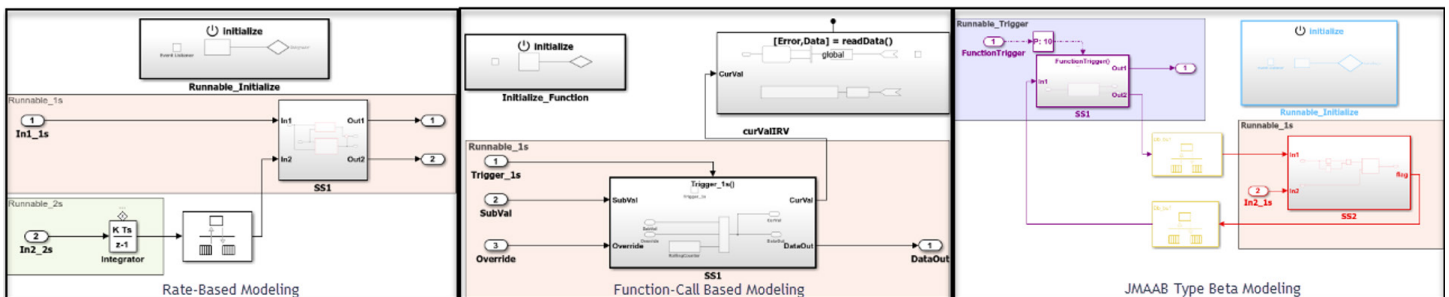 Initialize
Runnable_Initialize
Runnable_1s
1
In1_1s
In1
In2
Out1
Out2
1
2
SS1
Runnable_2s
2
In2_2s
K Ts
z-1
Integrator
Rate-Based Modeling
Initialize
Initialize_Function
[Error,Data] = readData()
global
CurVal
curValIRV
Runnable_1s
1
Trigger_1s
2
SubVal
3
Override
Trigger_1s()
Trigger_1s
SubVal
Override
CurVal
DataOut
SS1
1
DataOut
Function-Call Based Modeling
Runnable_Trigger
1
FunctionTrigger
P: 10
FunctionTrigger()
In1
Out1
Out2
SS1
1
Initialize
Runnable_Initialize
Runnable_1s
In1
2
In2_1s
In2
flag
SS2
JMAAB Type Beta Modeling